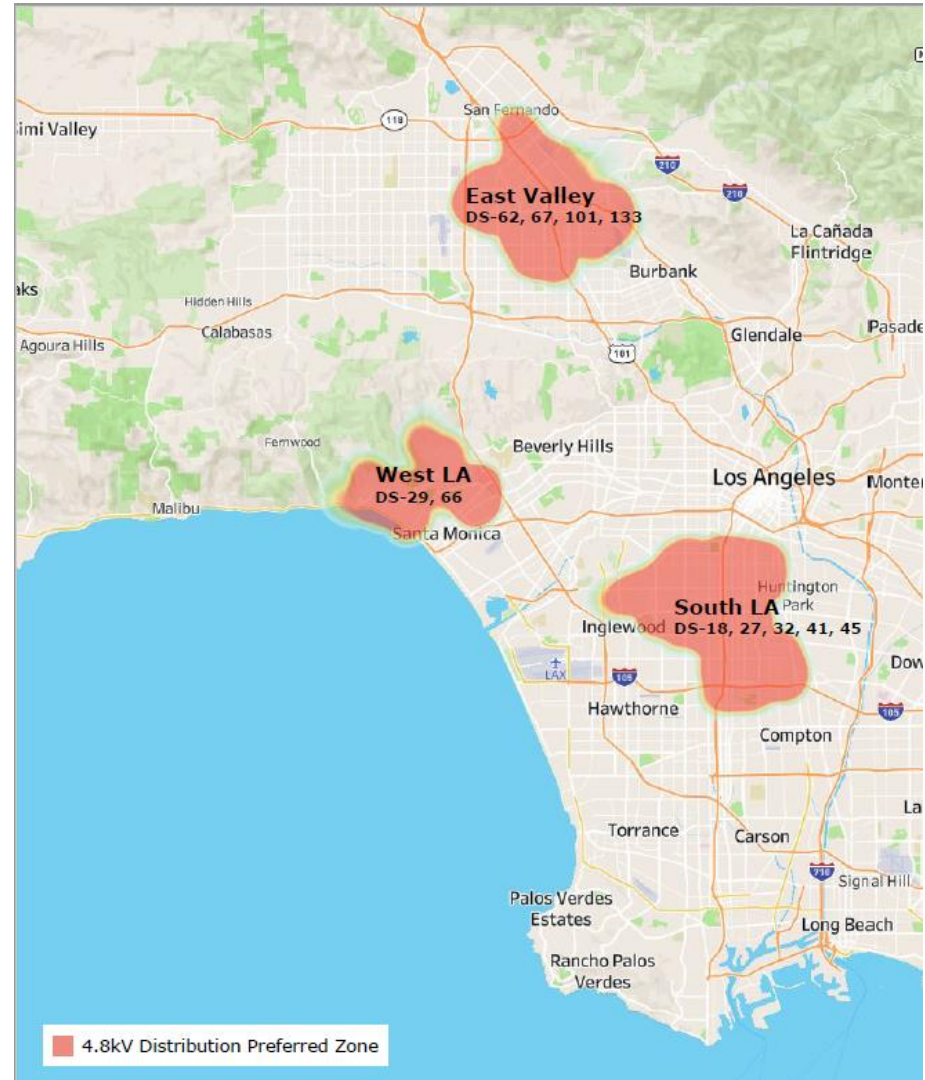 San Fernando
imi Valley
118
210
East Valley
DS-62, 67, 101, 133
210
La Cañada
Flintridge
Burbank
aks
Hidden Hills
Calabasas
Glendale
Pasade
Agoura Hills
101
Fernwood
Beverly Hills
West LA
DS-29, 66
Los Angeles
Monter
Malibu
Santa Monica
Huntington
Park
South LA
Inglewood
DS-18, 27, 32, 41, 45
LAX
105
Dow
Hawthorne
105
Compton
La
Torrance
Carson
710
Signal Hill
Palos Verdes
Estates
Long Beach
Rancho Palos
Verdes
4.8kV Distribution Preferred Zone